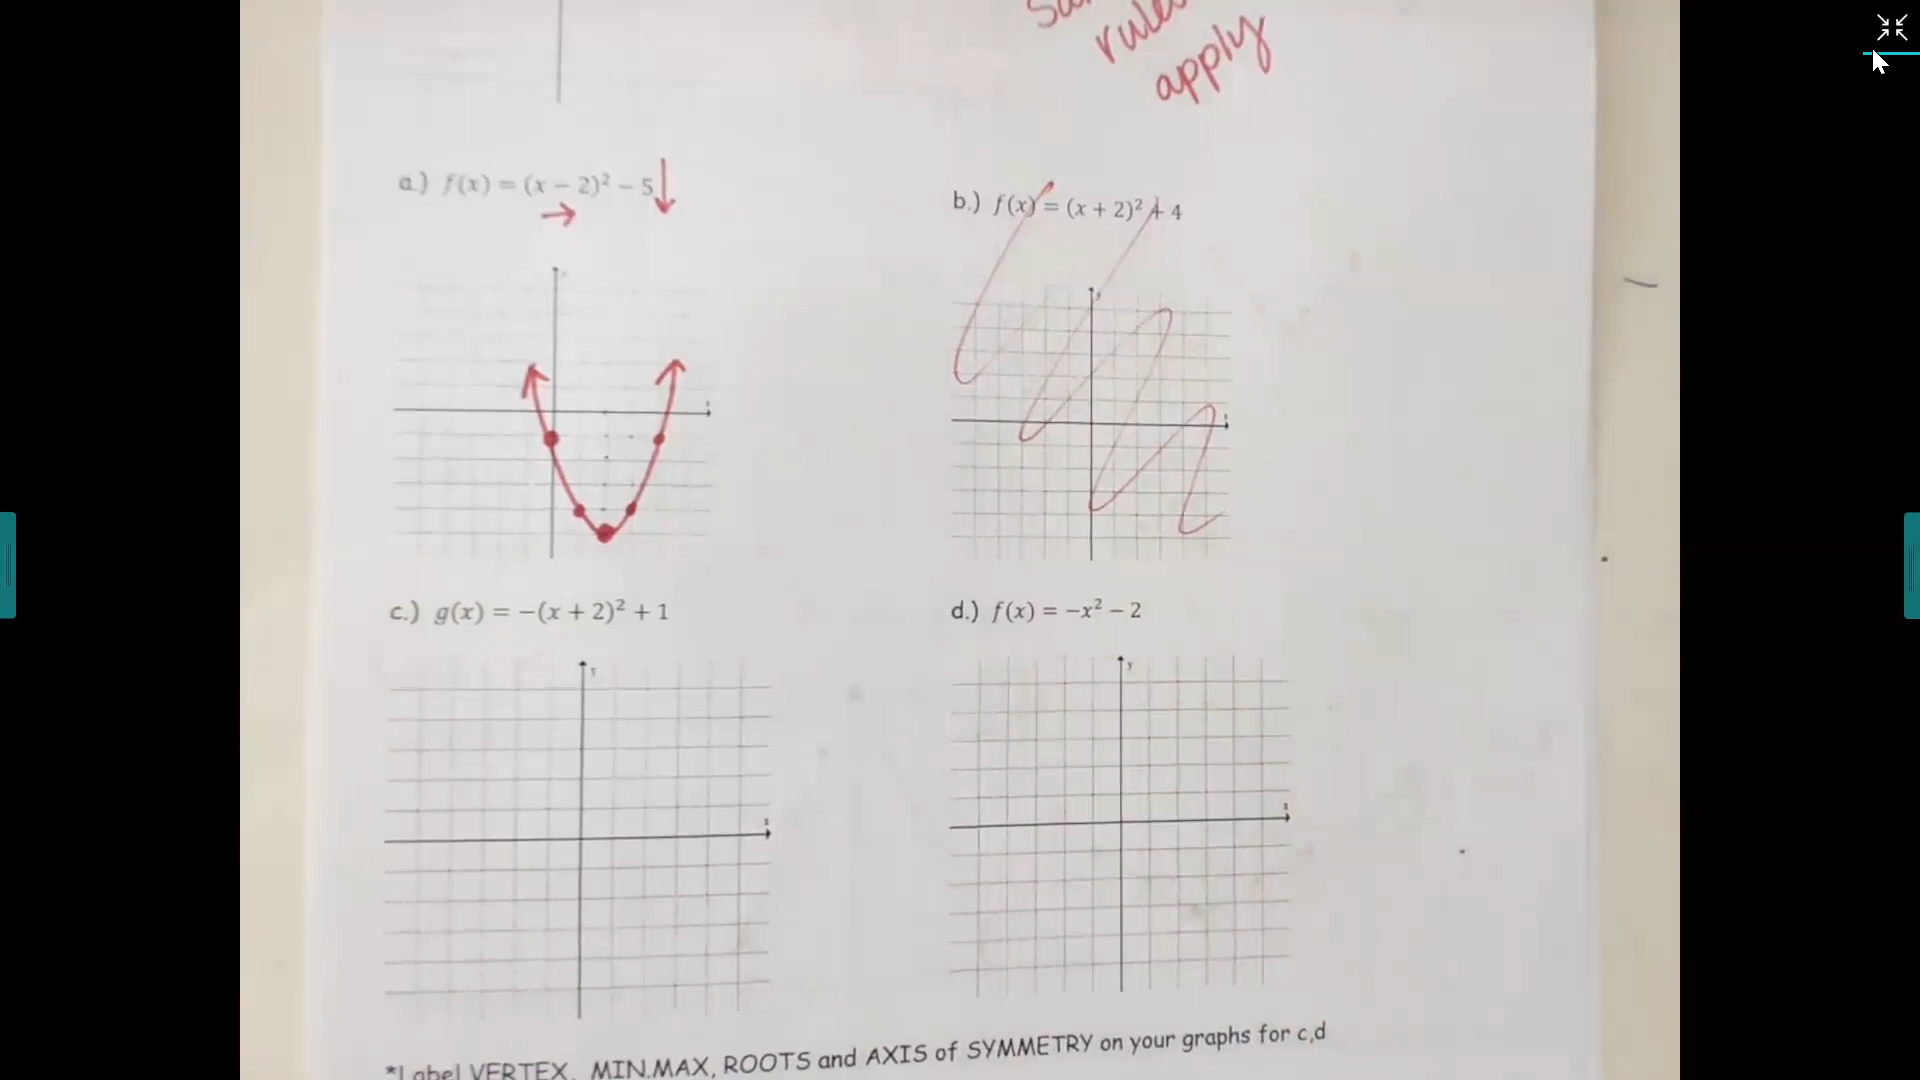 rules
apply
a.) f(x) = (x − 2)² − 5
b.) f(x) = (x + 2)² + 4
y
x
c.) g(x) = −(x + 2)² + 1
d.) f(x) = −x² − 2
y
y
x
x
*Label VERTEX, MIN.MAX, ROOTS and AXIS of SYMMETRY on your graphs for c,d